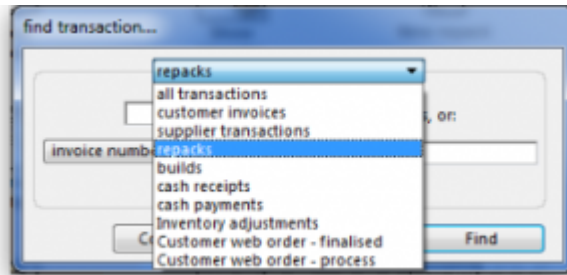 find transaction...
repacks
all transactions
customer invoices
supplier transactions
repacks
builds
cash receipts
cash payments
Inventory adjustments
Customer web order - finalised
Customer web order - process
, or:
invoice numb
Find